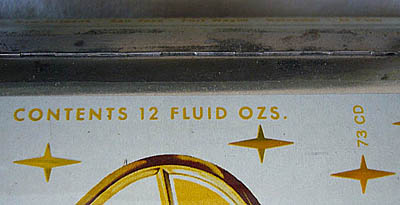 CONTENTS 12 FLUID OZS.
73 CD